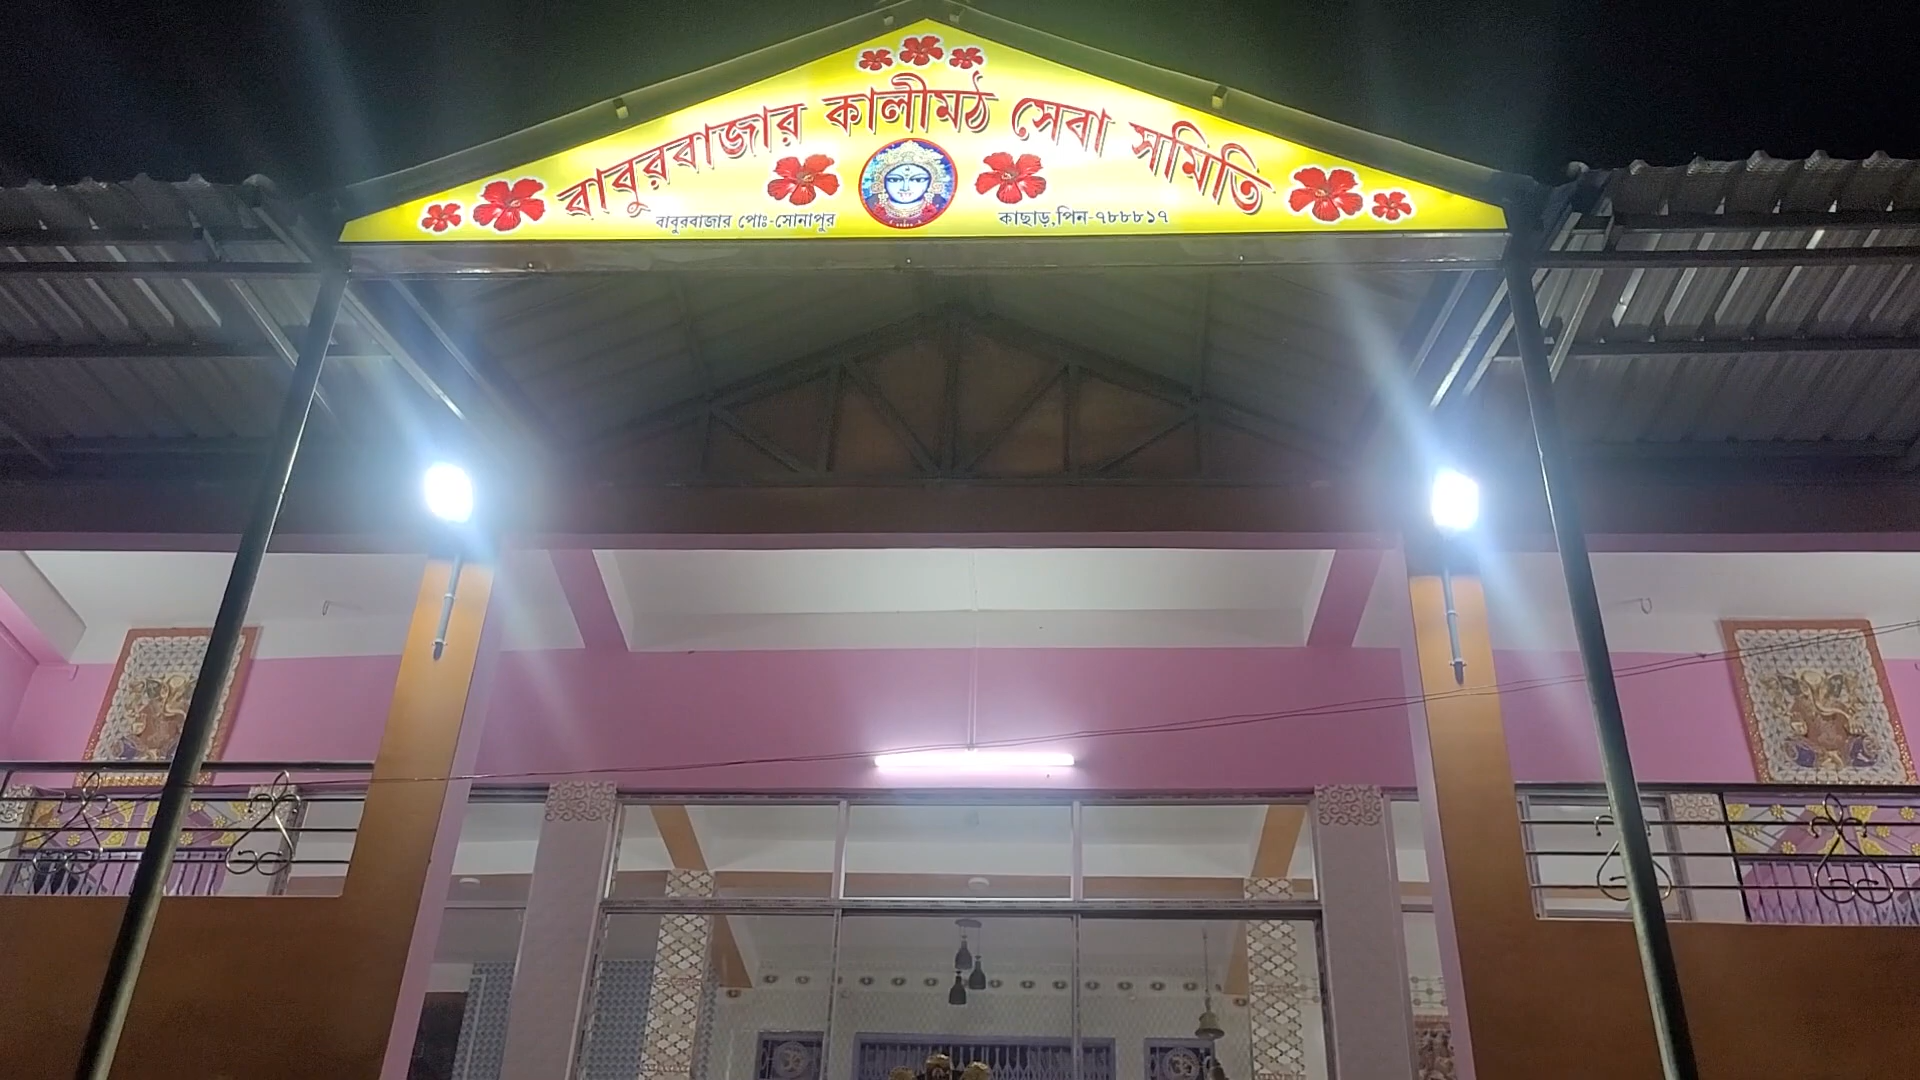 বাবুরবাজার কালীমঠ সেবা সমিতি
বাবুরবাজার পোঃ-সোনাপুর
কাছাড়,পিন-৭৮৮৮১৭